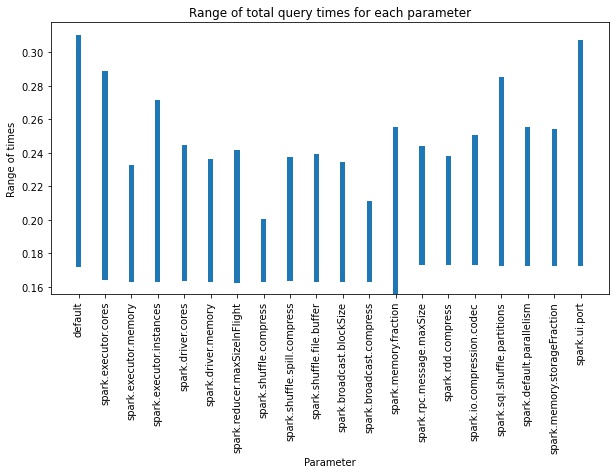 Range of total query times for each parameter
Range of times
0.30
0.28
0.26
0.24
0.22
0.20
0.18
0.16
default
spark.executor.cores
spark.executor.memory
spark.executor.instances
spark.driver.cores
spark.driver.memory
spark.reducer.maxSizeInFlight
spark.shuffle.compress
spark.shuffle.spill.compress
spark.shuffle.file.buffer
spark.broadcast.blockSize
spark.broadcast.compress
spark.memory.fraction
spark.rpc.message.maxSize
spark.rdd.compress
spark.io.compression.codec
spark.sql.shuffle.partitions
spark.default.parallelism
spark.memory.storageFraction
spark.ui.port
Parameter